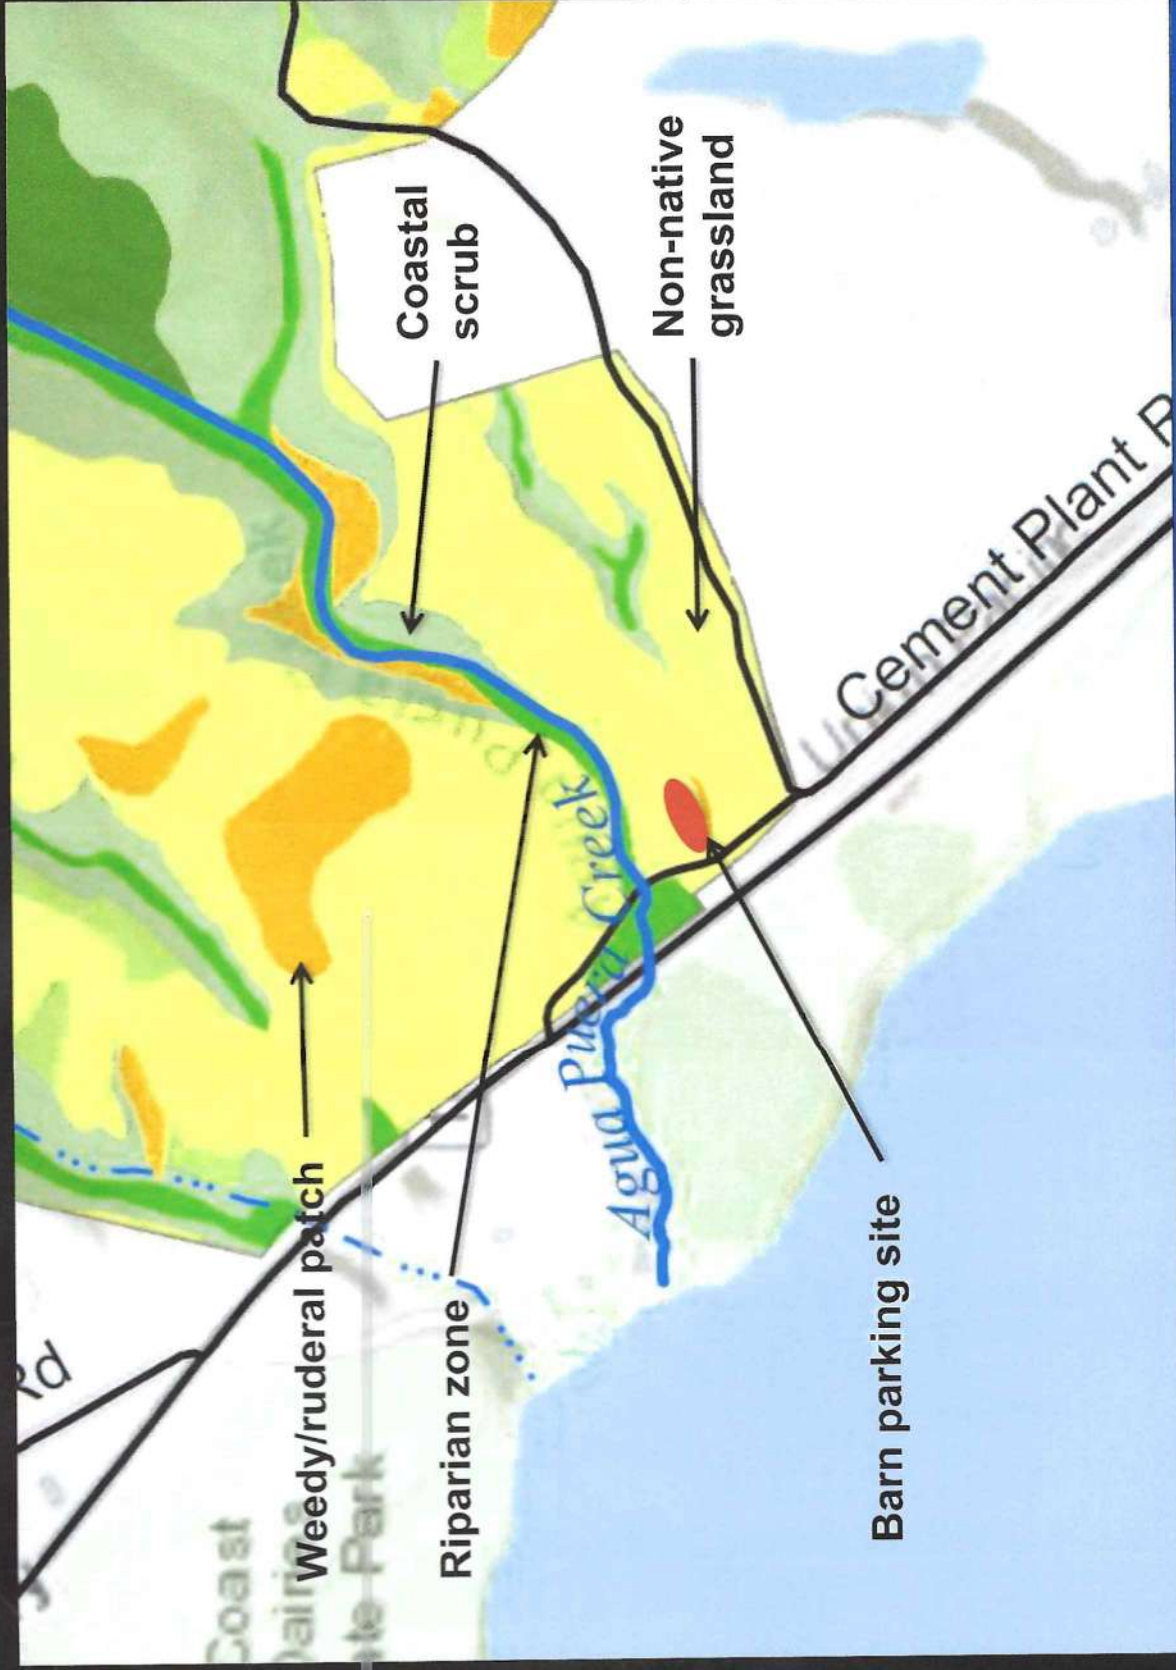 Rd
Coast
Dairies
State Park
Weedy/ruderal patch
Riparian zone
Coastal
scrub
Agua Puerca Creek
Non-native
grassland
Cement Plant R
Barn parking site